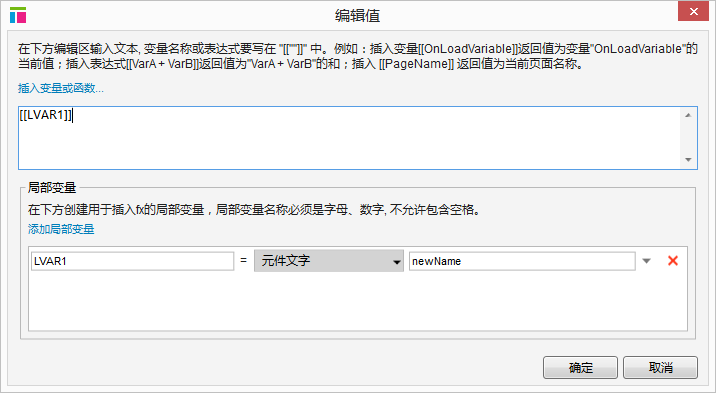 编辑值
在下方编辑区输入文本, 变量名称或表达式要写在 "[[""]]" 中。例如：插入变量[[OnLoadVariable]]返回值为变量"OnLoadVariable"的
当前值；插入表达式[[VarA + VarB]]返回值为"VarA + VarB"的和；插入 [[PageName]] 返回值为当前页面名称。
插入变量或函数...
[[LVAR1]]
局部变量
在下方创建用于插入fx的局部变量，局部变量名称必须是字母、数字, 不允许包含空格。
添加局部变量
LVAR1 = 元件文字 newName
确定 取消